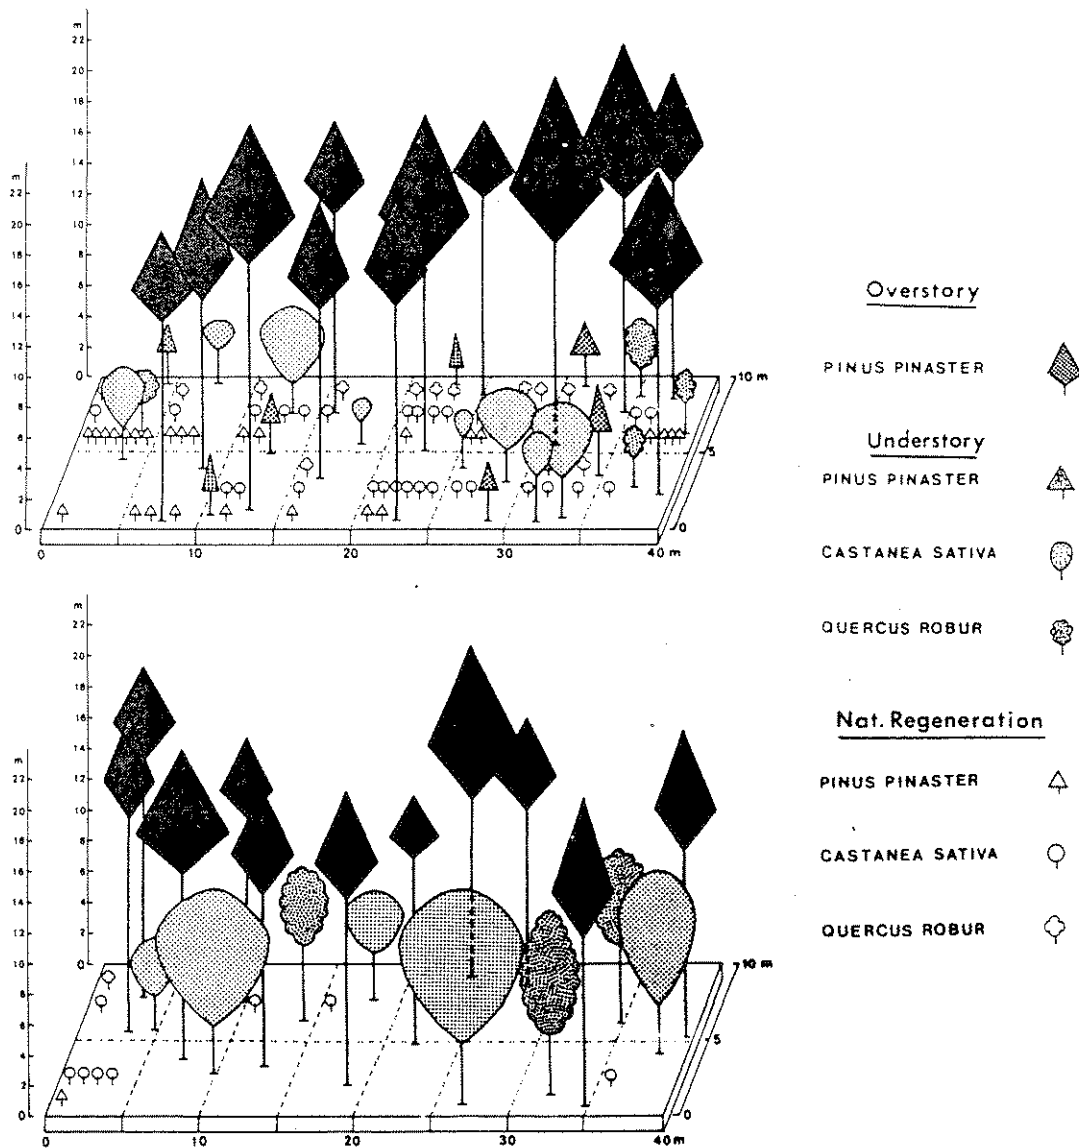 m
22
20
18
16
14
12
10
8
6
4
2
0
m
22
20
18
16
14
12
10
8
6
4
2
0
10 m
5
0
0 10 20 30 40 m
Overstory
PINUS PINASTER
Understory
PINUS PINASTER
CASTANEA SATIVA
QUERCUS ROBUR
Nat. Regeneration
PINUS PINASTER
CASTANEA SATIVA
QUERCUS ROBUR
m
22
20
18
16
14
12
10
8
6
4
2
0
m
22
20
18
16
14
12
10
8
6
4
2
0
10 m
5
0
0 10 20 30 40 m